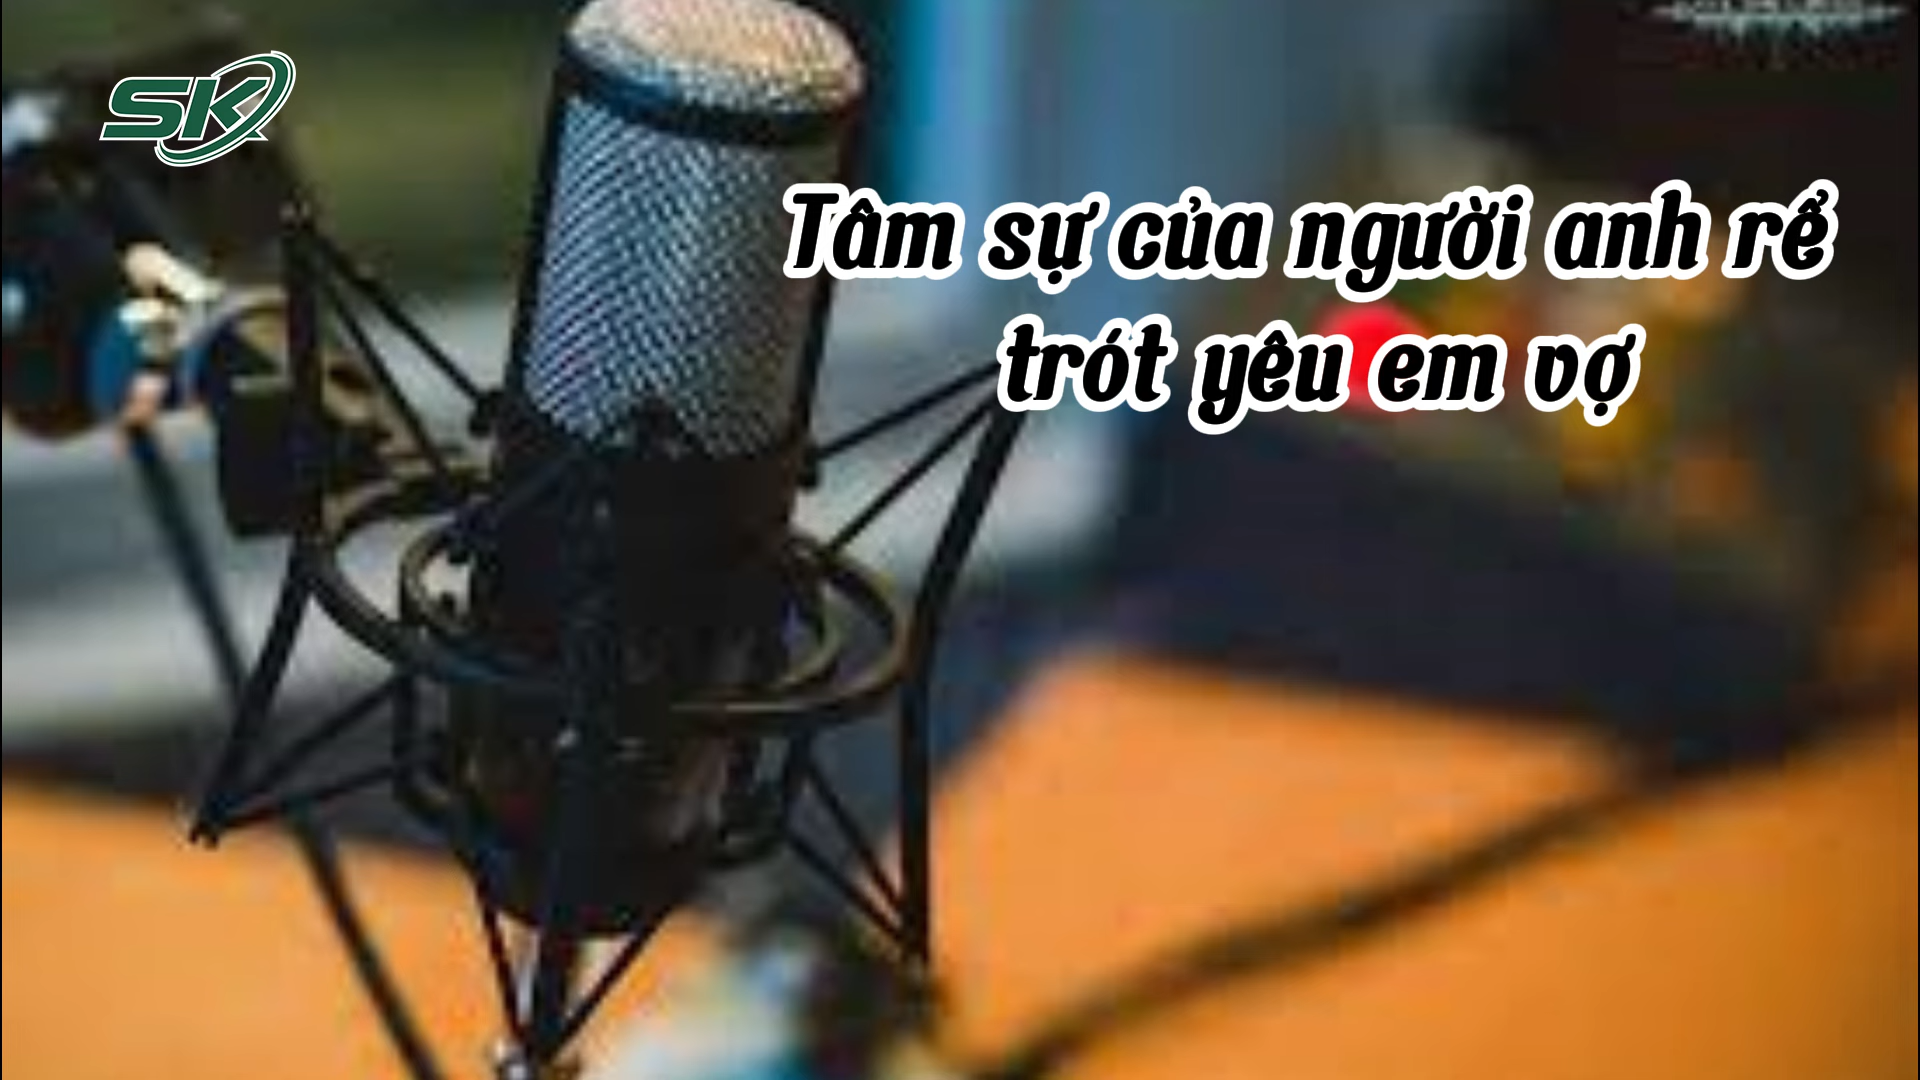 SK
Tâm sự của người anh rể
trót yêu em vợ